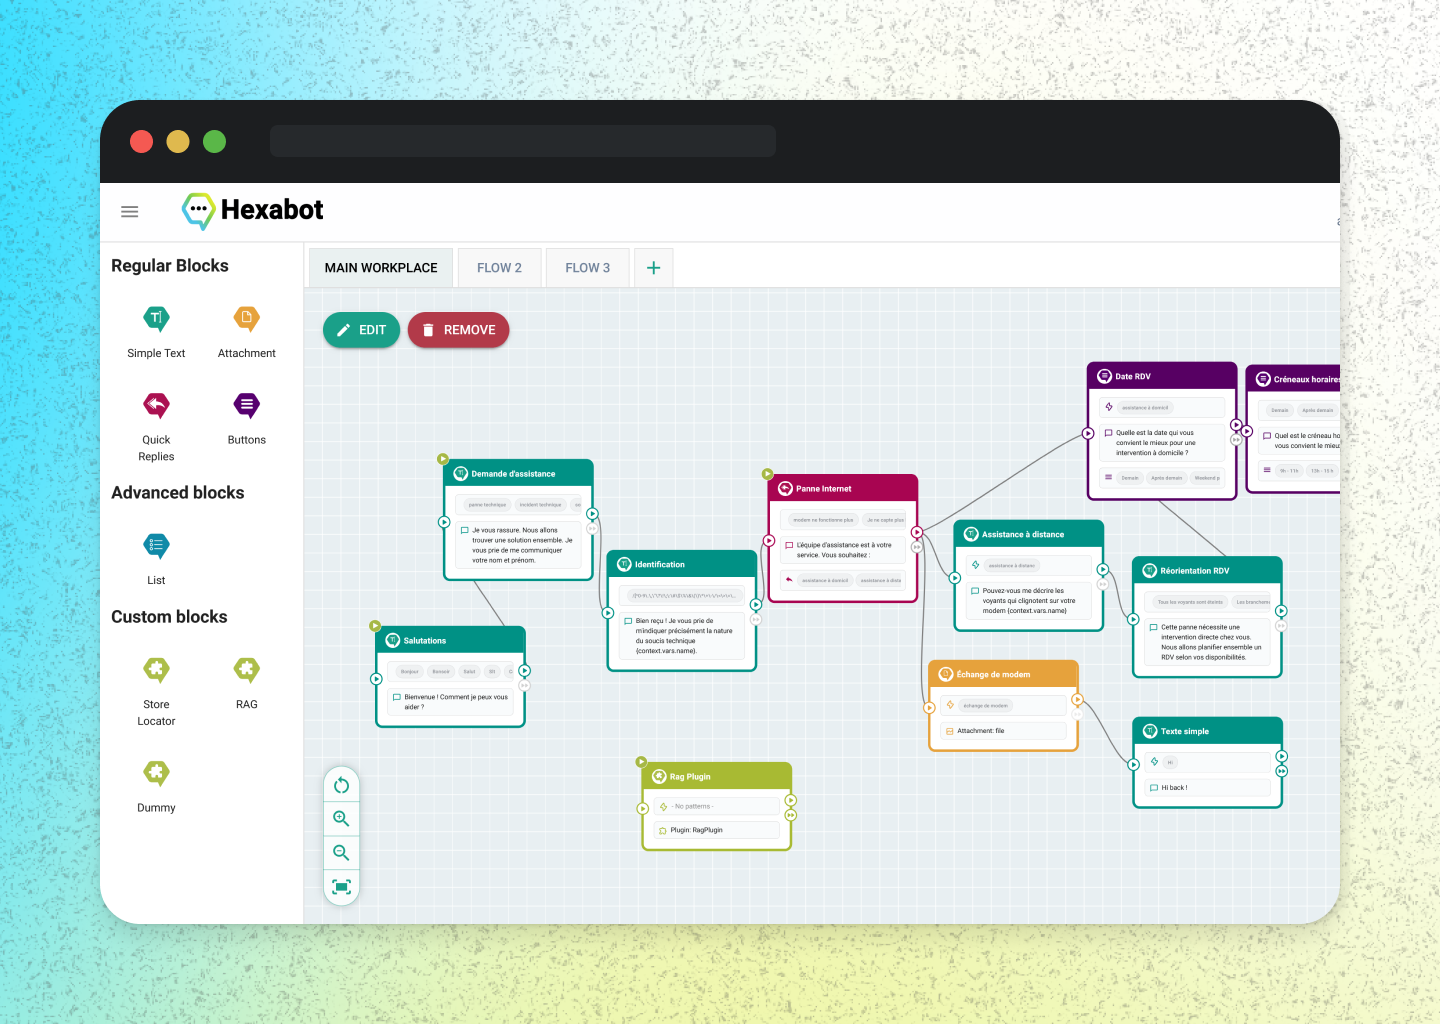 Hexabot
Regular Blocks
Simple Text
Attachment
Quick
Replies
Buttons
Advanced blocks
List
Custom blocks
Store
Locator
RAG
Dummy
MAIN WORKPLACE
FLOW 2
FLOW 3
EDIT
REMOVE
Demande d'assistance
panne technique
incident technique
Je vous rassure. Nous allons
trouver une solution ensemble. Je
vous prie de me communiquer
votre nom et prénom.
Salutations
Bonjour
Bonsoir
Salut
Slt
Bienvenue ! Comment je peux vous
aider ?
Identification
Bien reçu ! Je vous prie de
m'indiquer précisément la nature
du soucis technique
{context.vars.name}.
Panne Internet
modem ne fonctionne plus
Je ne capte plus
L'équipe d'assistance est à votre
service. Vous souhaitez :
assistance à domicil
assistance à dista
Rag Plugin
- No patterns -
Plugin: RagPlugin
Assistance à distance
assistance à distanc
Pouvez-vous me décrire les
voyants qui clignotent sur votre
modem {context.vars.name}
Échange de modem
échange de modem
Attachment: file
Date RDV
assistance à domicil
Quelle est la date qui vous
convient le mieux pour une
intervention à domicile ?
Demain
Après demain
Weekend p
Créneaux horaires
Demain
Après demain
Quel est le créneau ho
vous convient le mieu
9h - 11h
13h - 15 h
Réorientation RDV
Tous les voyants sont éteints
Les branchem
Cette panne nécessite une
intervention directe chez vous.
Nous allons planifier ensemble un
RDV selon vos disponibilités.
Texte simple
Hi
Hi back !